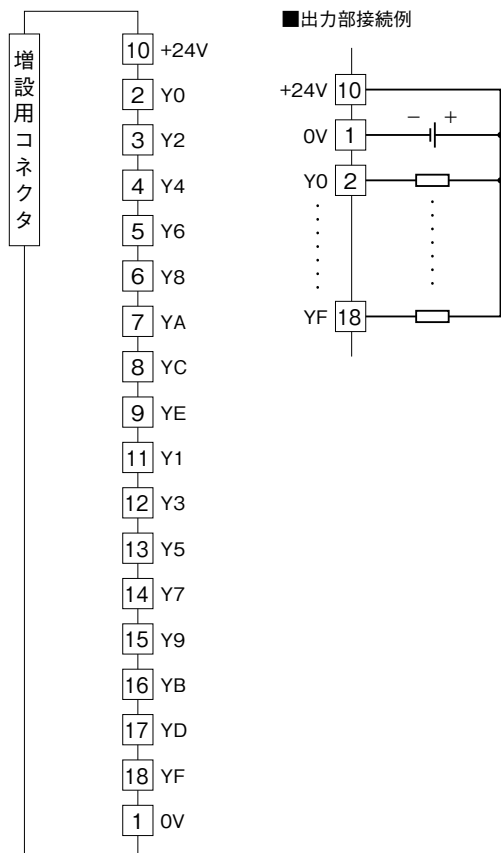 増設用コネクタ
10 +24V
2 Y0
3 Y2
4 Y4
5 Y6
6 Y8
7 YA
8 YC
9 YE
11 Y1
12 Y3
13 Y5
14 Y7
15 Y9
16 YB
17 YD
18 YF
1 0V
■出力部接続例
+24V 10
0V 1 − +
Y0 2
YF 18